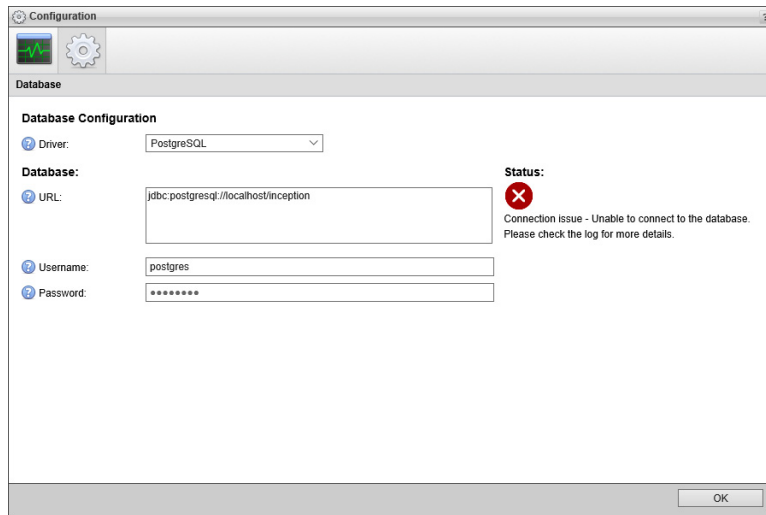 Configuration
Database
Database Configuration
Driver:
PostgreSQL
Database:
Status:
URL:
jdbc:postgresql://localhost/inception
Connection issue - Unable to connect to the database.
Please check the log for more details.
Username:
postgres
Password:
OK